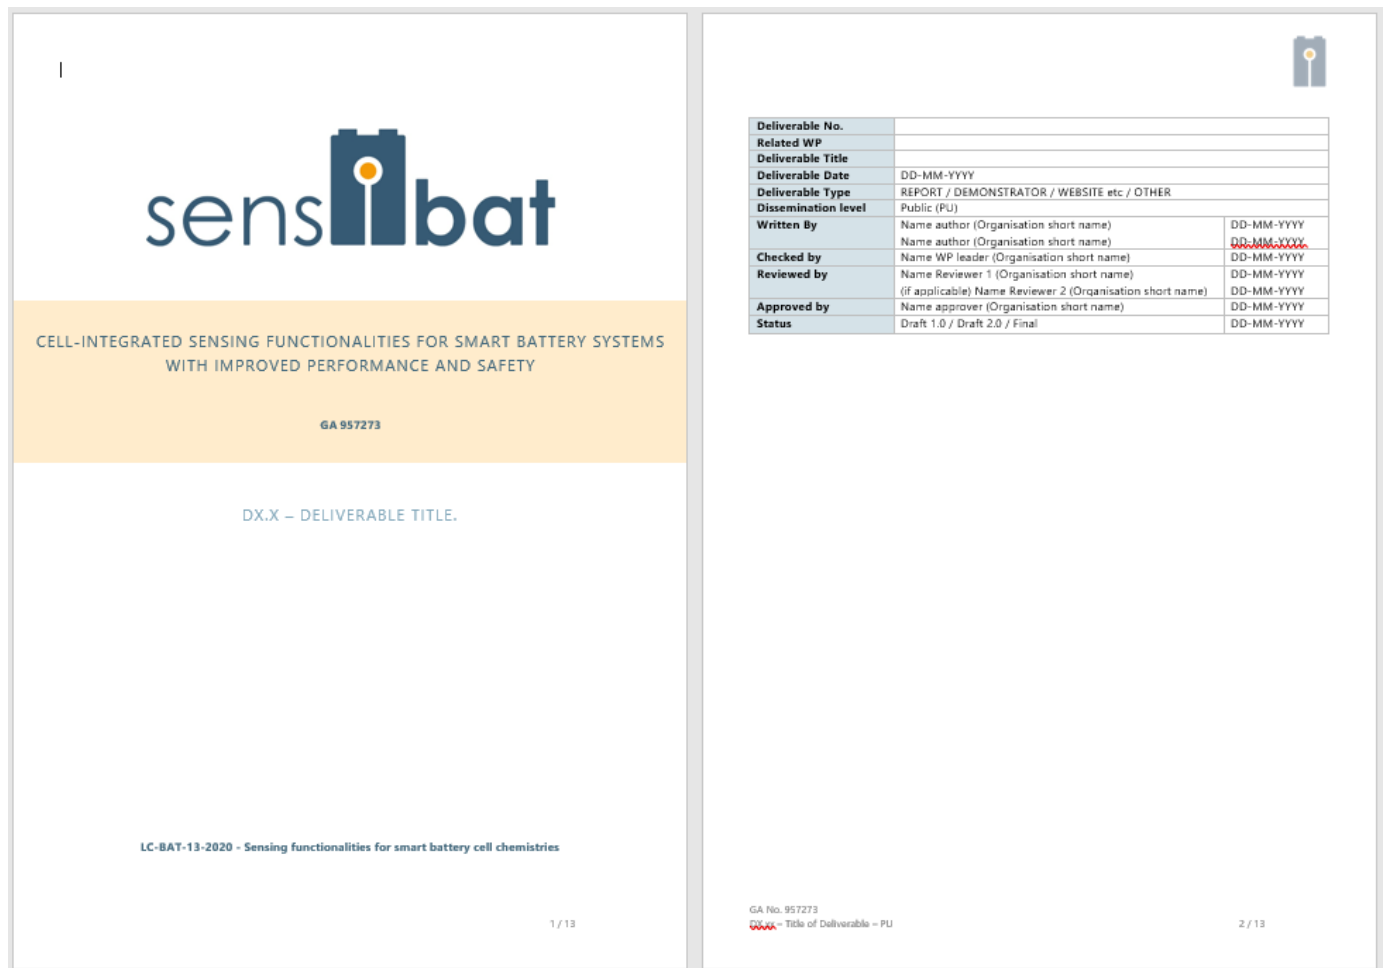 sensibat
CELL-INTEGRATED SENSING FUNCTIONALITIES FOR SMART BATTERY SYSTEMS
WITH IMPROVED PERFORMANCE AND SAFETY
GA 957273
DX.X – DELIVERABLE TITLE.
LC-BAT-13-2020 - Sensing functionalities for smart battery cell chemistries
1 / 13
Deliverable No.
Related WP
Deliverable Title
Deliverable Date DD-MM-YYYY
Deliverable Type REPORT / DEMONSTRATOR / WEBSITE etc / OTHER
Dissemination level Public (PU)
Written By Name author (Organisation short name) DD-MM-YYYY
Name author (Organisation short name) DD-MM-YYYY
Checked by Name WP leader (Organisation short name) DD-MM-YYYY
Reviewed by Name Reviewer 1 (Organisation short name) DD-MM-YYYY
(if applicable) Name Reviewer 2 (Organisation short name) DD-MM-YYYY
Approved by Name approver (Organisation short name) DD-MM-YYYY
Status Draft 1.0 / Draft 2.0 / Final DD-MM-YYYY
GA No. 957273
DX.xx – Title of Deliverable – PU 2 / 13